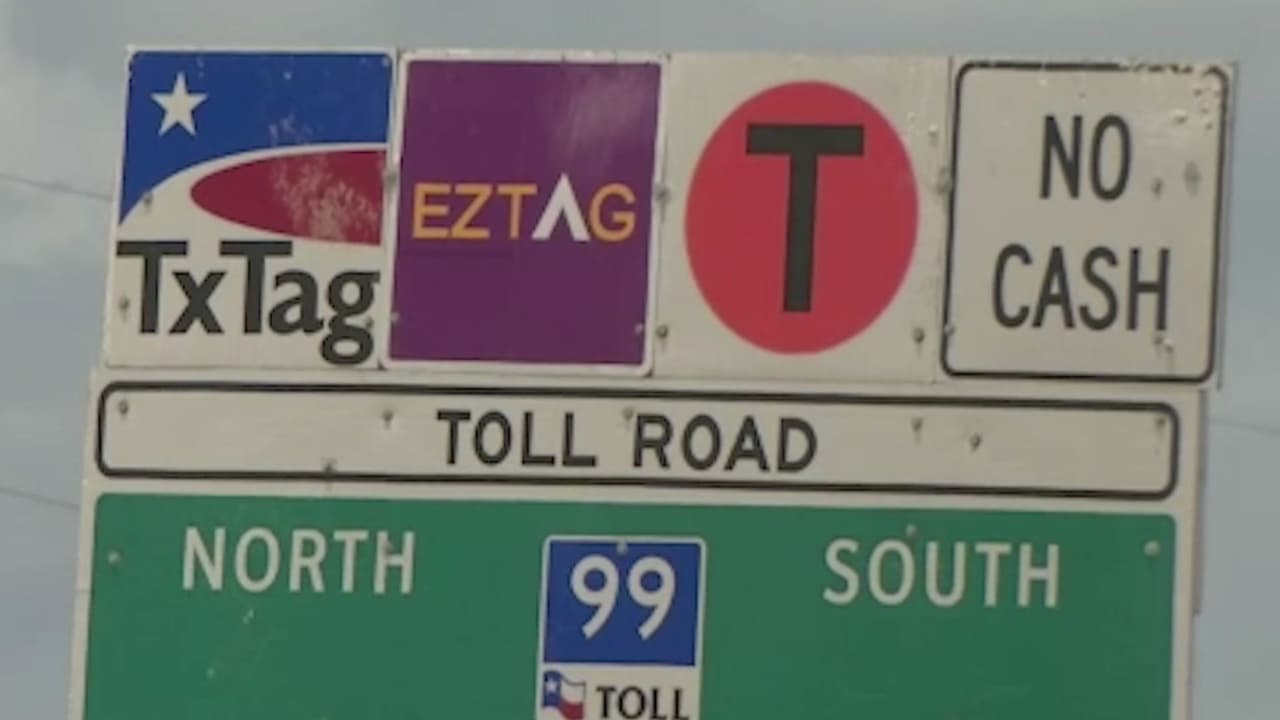 TxTag
EZTAG
T
NO
CASH
TOLL ROAD
NORTH
SOUTH
99
TOLL